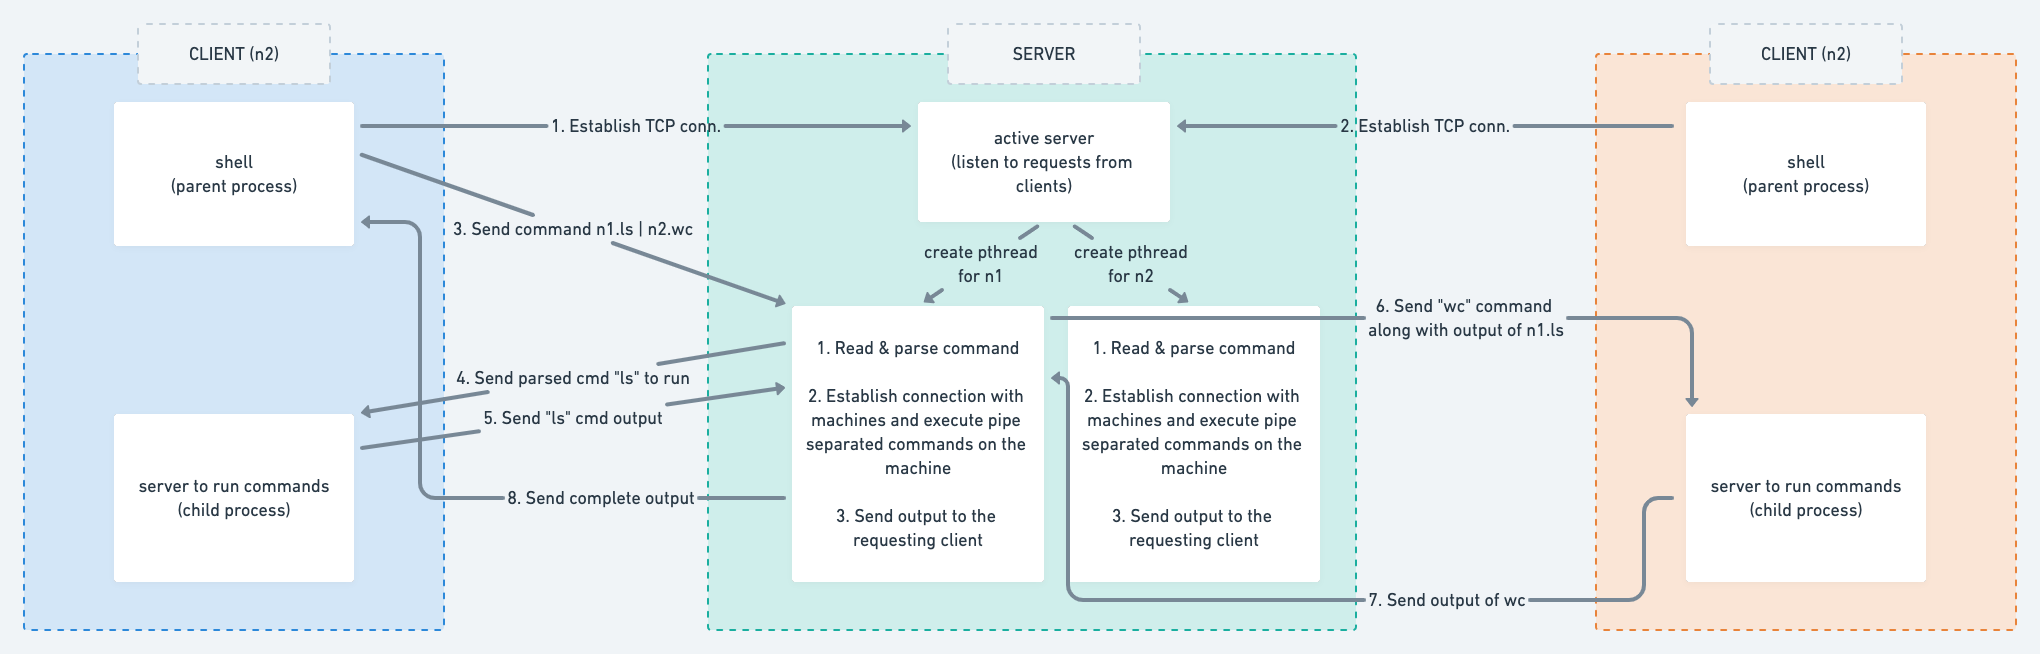 CLIENT (n2)
SERVER
CLIENT (n2)
shell
(parent process)
1. Establish TCP conn.
active server
(listen to requests from
clients)
2. Establish TCP conn.
shell
(parent process)
3. Send command n1.ls | n2.wc
create pthread
for n1
create pthread
for n2
4. Send parsed cmd "ls" to run
5. Send "ls" cmd output
1. Read & parse command
2. Establish connection with
machines and execute pipe
separated commands on the
machine
3. Send output to the
requesting client
1. Read & parse command
2. Establish connection with
machines and execute pipe
separated commands on the
machine
3. Send output to the
requesting client
6. Send "wc" command
along with output of n1.ls
server to run commands
(child process)
8. Send complete output
server to run commands
(child process)
7. Send output of wc